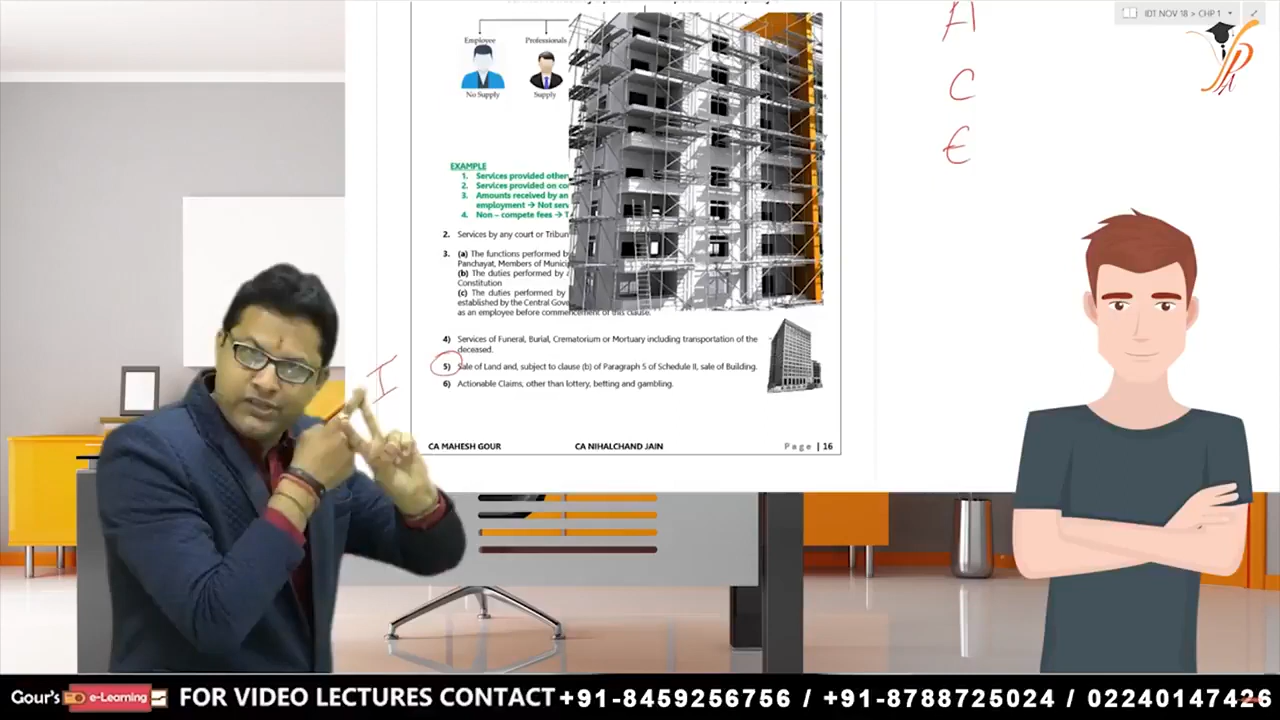 IDT NOV 18 > CHP 1
A
C
E
Employee
Professionals
No Supply
Supply
EXAMPLE
1. Services provided other
2. Services provided on co
3. Amounts received by an
employment → Not serv
4. Non – compete fees → T
2. Services by any court or Tribun
3. (a) The functions performed by
Panchayat, Members of Munici
(b) The duties performed by a
Constitution
(c) The duties performed by
established by the Central Gove
as an employee before commencement of this clause.
4) Services of Funeral, Burial, Crematorium or Mortuary including transportation of the
deceased.
5) Sale of Land and, subject to clause (b) of Paragraph 5 of Schedule II, sale of Building.
6) Actionable Claims, other than lottery, betting and gambling.
I
CA MAHESH GOUR CA NIHALCHAND JAIN Page | 16
Gour's e-Learning FOR VIDEO LECTURES CONTACT +91-8459256756 / +91-8788725024 / 02240147426